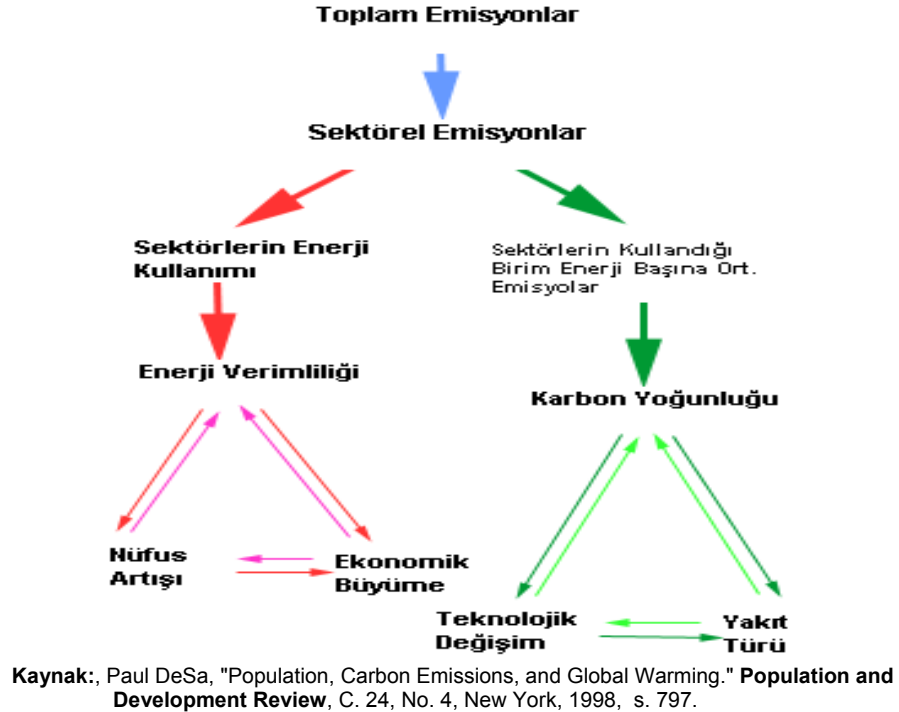 Toplam Emisyonlar
Sektörel Emisyonlar
Sektörlerin Enerji
Kullanımı
Sektörlerin Kullandığı
Birim Enerji Başına Ort.
Emisyolar
Enerji Verimliliği
Karbon Yoğunluğu
Nüfus
Artışı
Ekonomik
Büyüme
Teknolojik
Değişim
Yakıt
Türü
Kaynak:, Paul DeSa, "Population, Carbon Emissions, and Global Warming." Population and
Development Review, C. 24, No. 4, New York, 1998, s. 797.